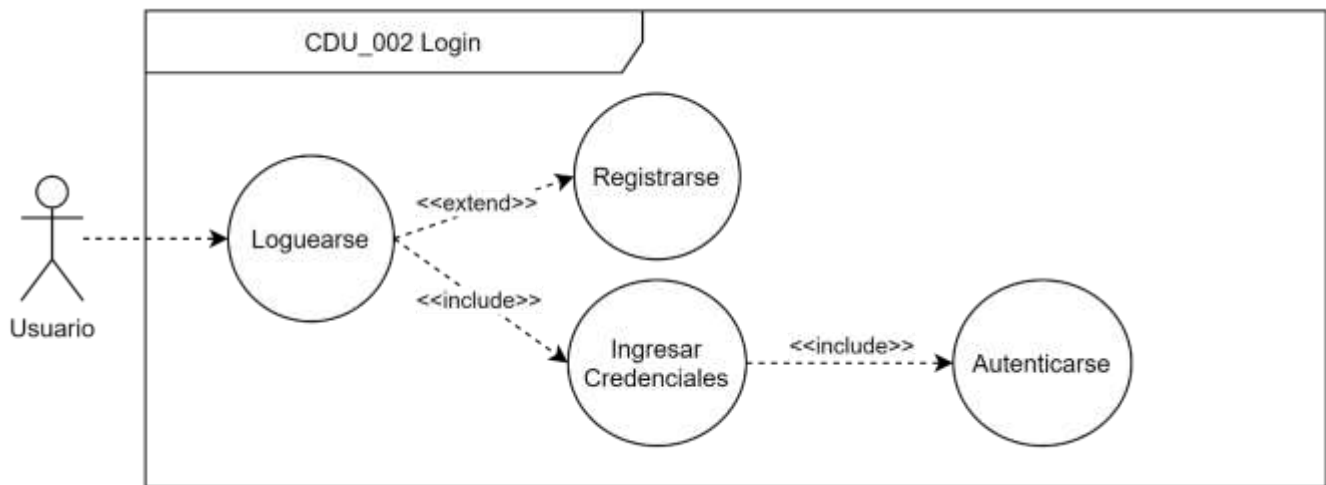 CDU_002 Login
Registrarse
<<extend>>
Loguearse
<<include>>
Usuario
Ingresar
Credenciales
<<include>>
Autenticarse